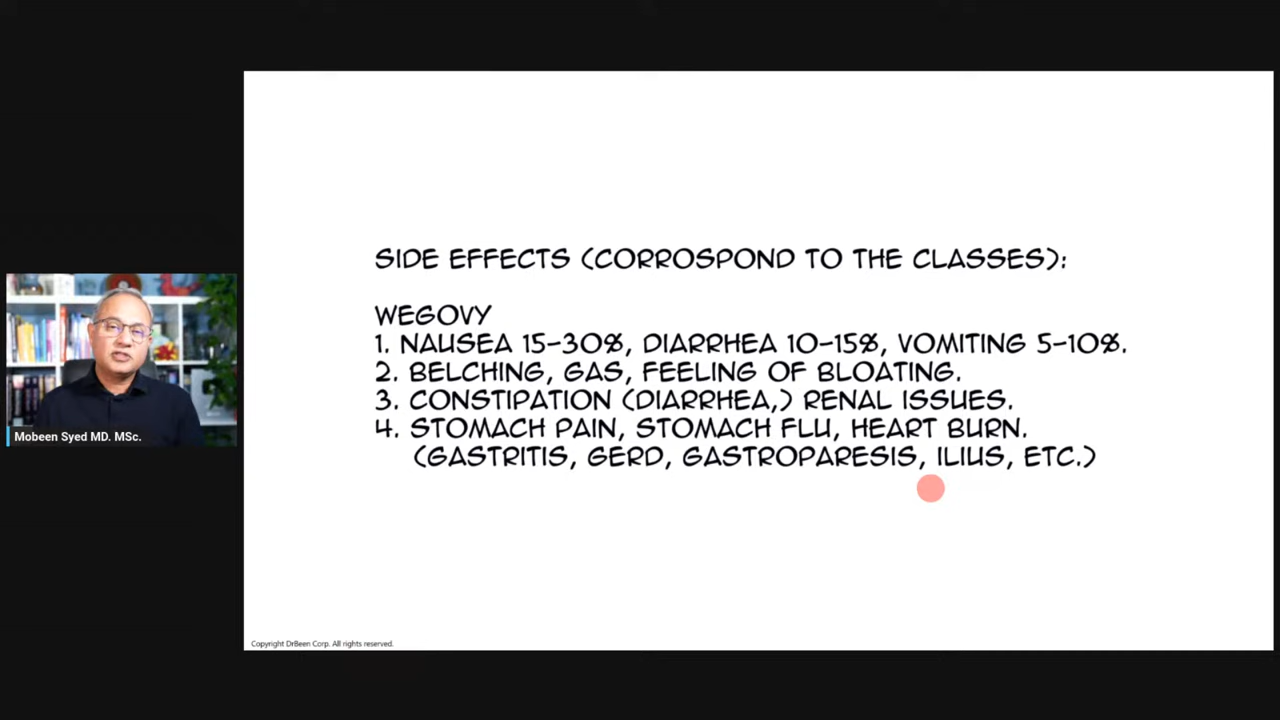 SIDE EFFECTS (CORROSPOND TO THE CLASSES):
WEGOVY
1. NAUSEA 15-30%, DIARRHEA 10-15%, VOMITING 5-10%.
2. BELCHING, GAS, FEELING OF BLOATING.
3. CONSTIPATION (DIARRHEA,) RENAL ISSUES.
4. STOMACH PAIN, STOMACH FLU, HEART BURN.
(GASTRITIS, GERD, GASTROPARESIS, ILIUS, ETC.)
Mobeen Syed MD. MSc.
Copyright DrBeen Corp. All rights reserved.